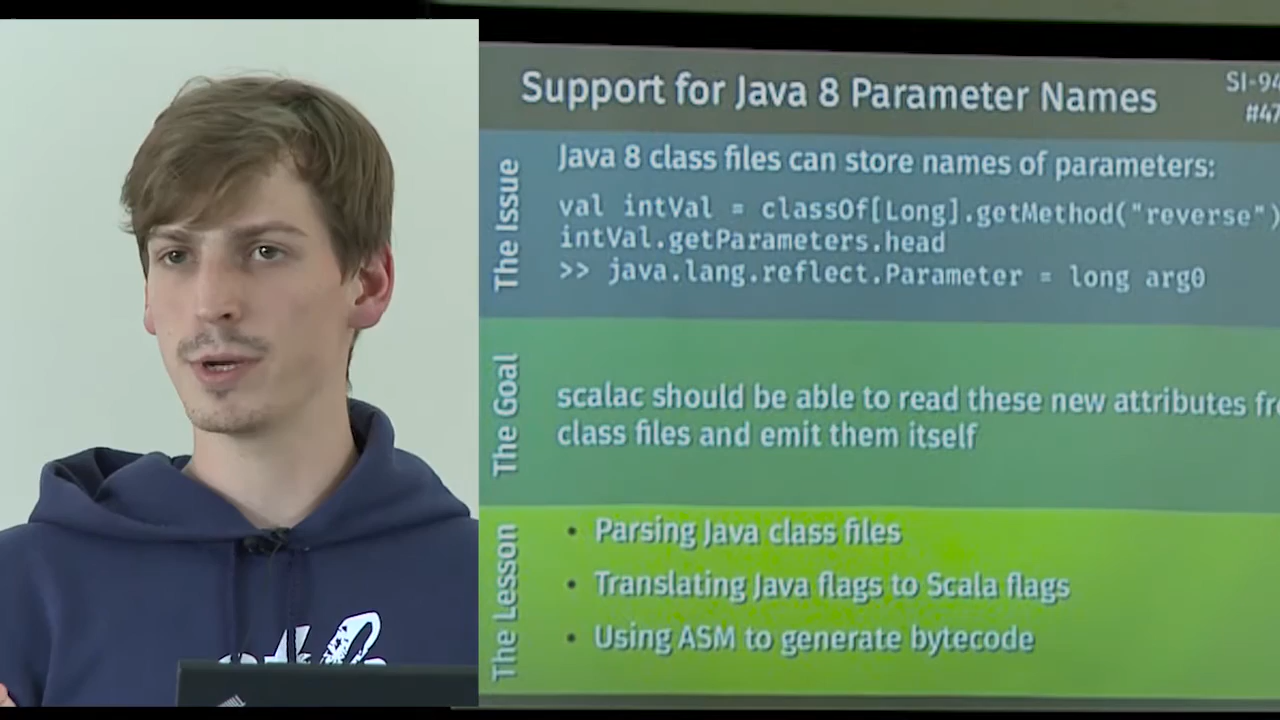 Support for Java 8 Parameter Names
SI-94
#47
The Issue
Java 8 class files can store names of parameters:
val intVal = classOf[Long].getMethod("reverse")
intVal.getParameters.head
>> java.lang.reflect.Parameter = long arg0
The Goal
scalac should be able to read these new attributes fr
class files and emit them itself
The Lesson
• Parsing Java class files
• Translating Java flags to Scala flags
• Using ASM to generate bytecode